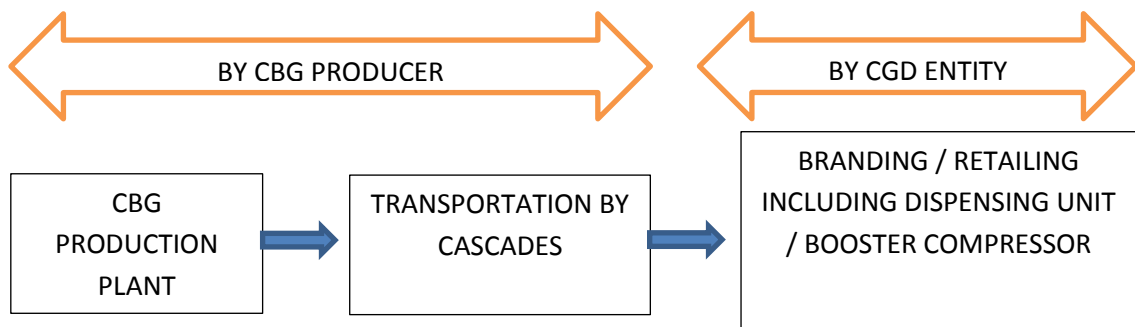 BY CBG PRODUCER
BY CGD ENTITY
CBG
PRODUCTION
PLANT
TRANSPORTATION BY
CASCADES
BRANDING / RETAILING
INCLUDING DISPENSING UNIT
/ BOOSTER COMPRESSOR